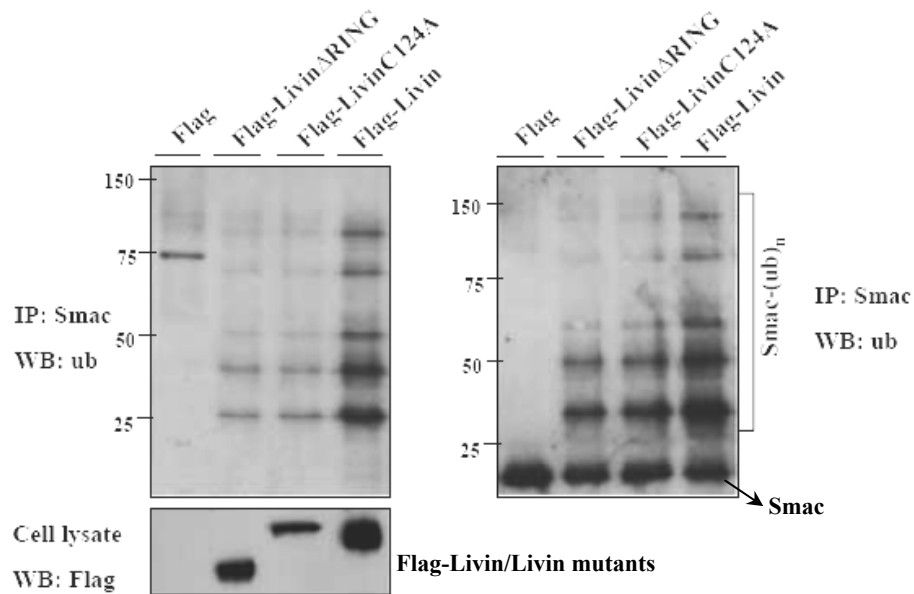 Flag
Flag-LivinΔRING
Flag-LivinC124A
Flag-Livin
150
75
50
25
IP: Smac
WB: ub
Cell lysate
WB: Flag
Flag-Livin/Livin mutants
Flag
Flag-LivinΔRING
Flag-LivinC124A
Flag-Livin
150
75
50
25
Smac-(ub)n
IP: Smac
WB: ub
Smac